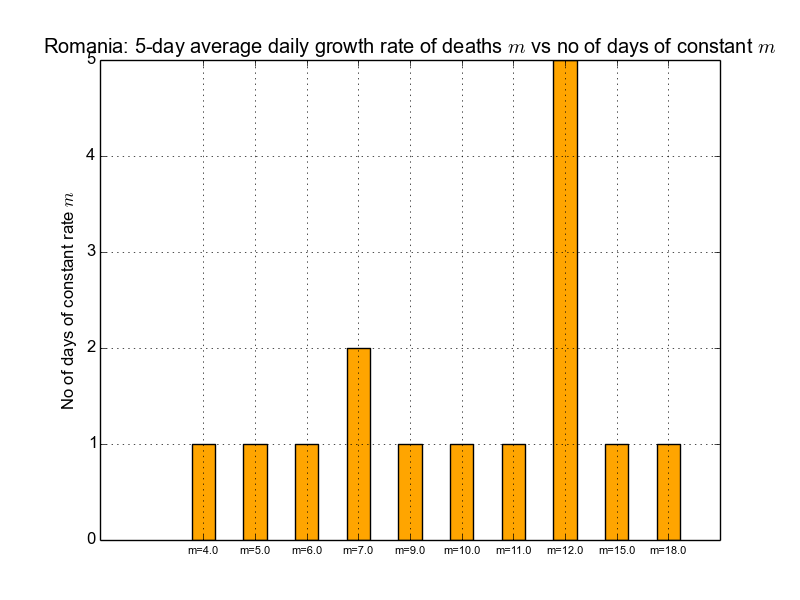 Romania: 5-day average daily growth rate of deaths m vs no of days of constant m
No of days of constant rate m
5
4
3
2
1
0
m=4.0 m=5.0 m=6.0 m=7.0 m=9.0 m=10.0 m=11.0 m=12.0 m=15.0 m=18.0